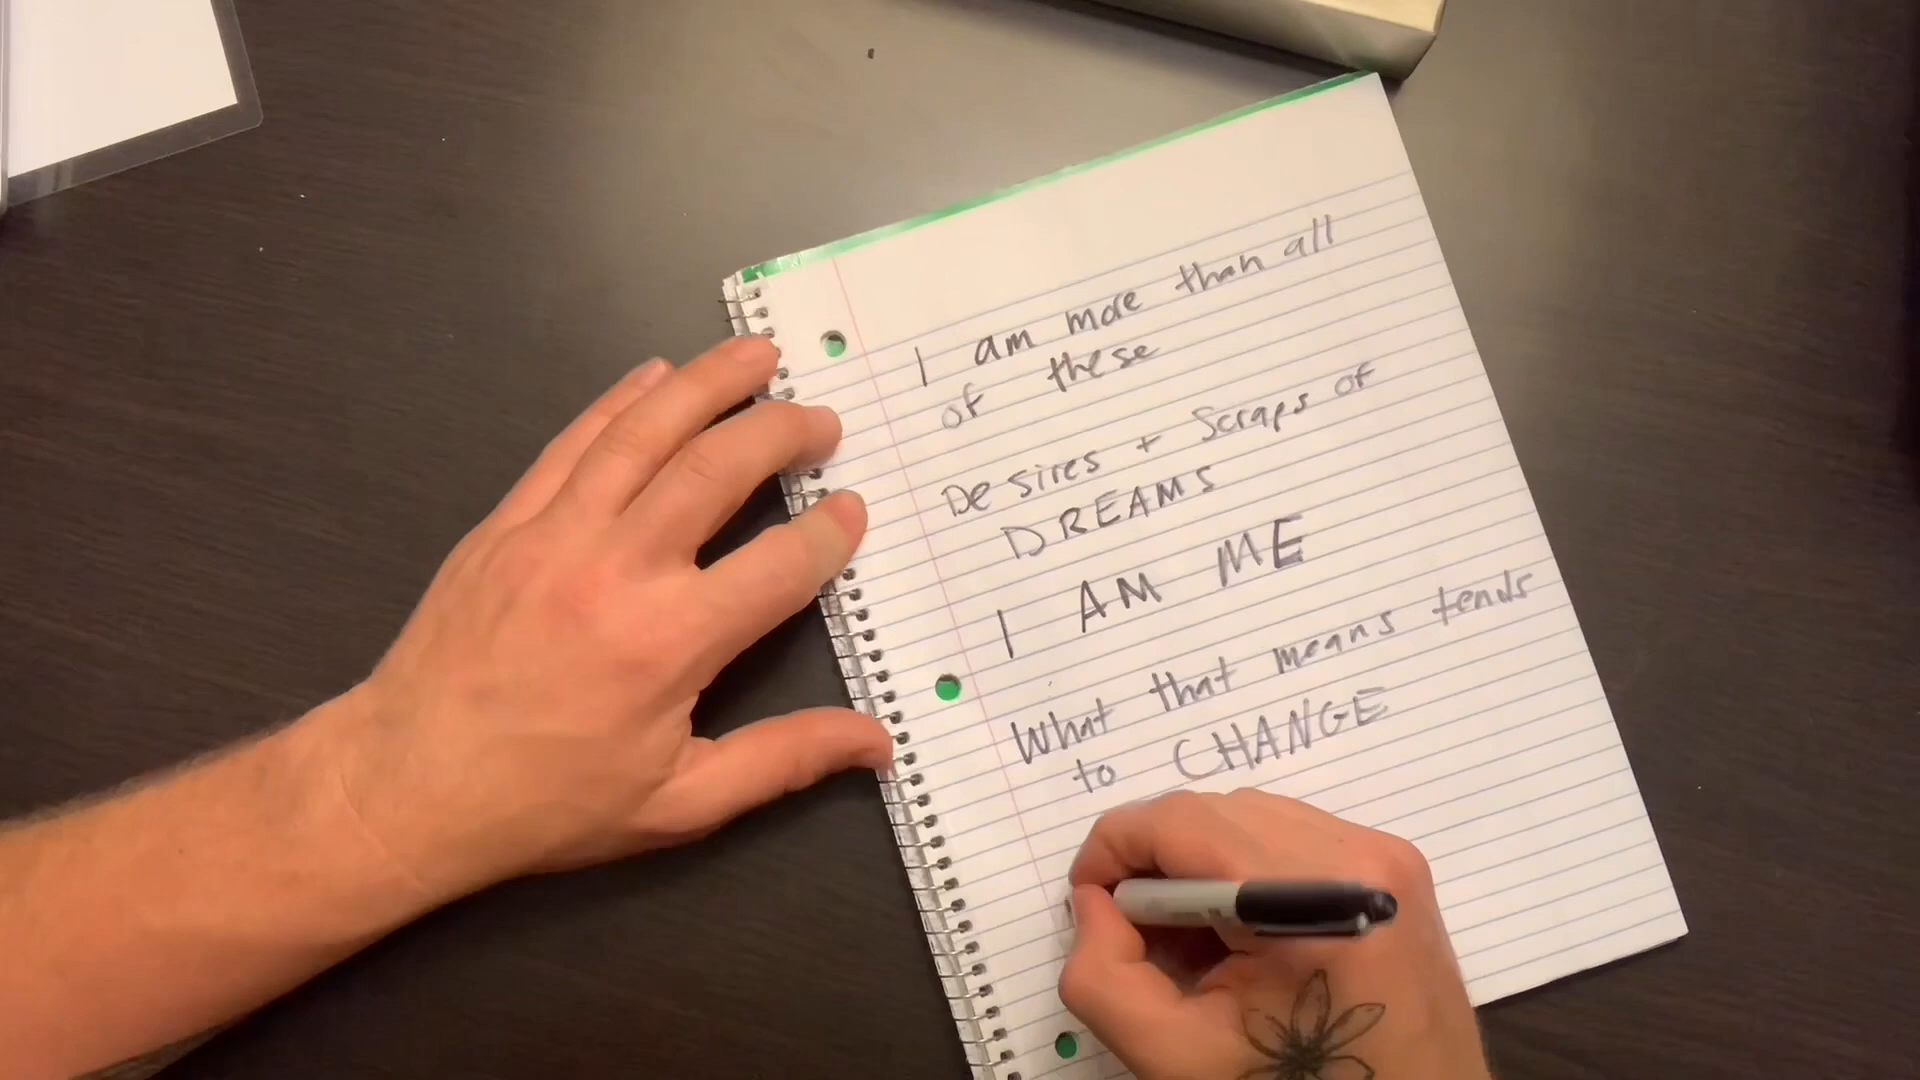 I am more than all
of these
Desires + Scraps of
DREAMS
I AM ME
What that means tends
to CHANGE